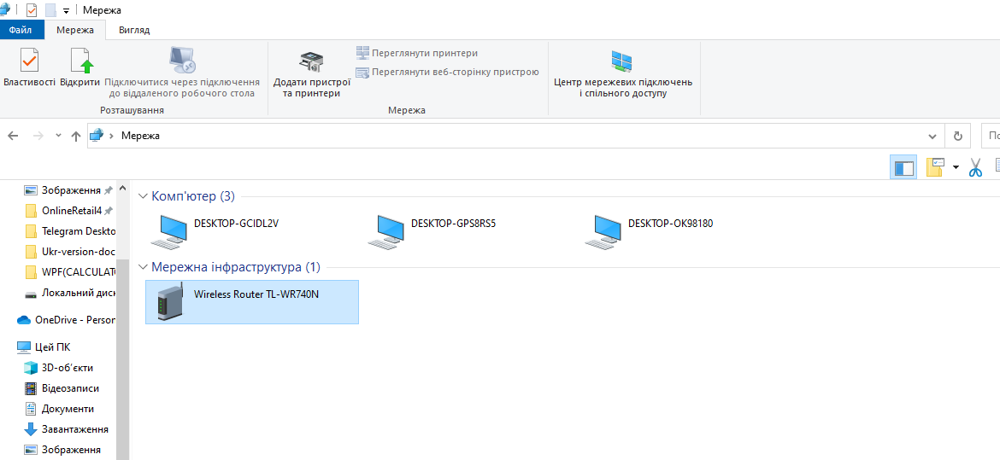 Мережа
Файл
Мережа
Вигляд
Властивості
Відкрити
Підключитися через підключення
до віддаленого робочого стола
Розташування
Додати пристрої
та принтери
Переглянути принтери
Переглянути веб-сторінку пристрою
Мережа
Центр мережевих підключень
і спільного доступу
Мережа
По
Зображення
OnlineRetail4
Telegram Deskto
Ukr-version-doc
WPF(CALCULAT
Локальний диск
OneDrive - Person
Цей ПК
3D-об'єкти
Відеозаписи
Документи
Завантаження
Зображення
Комп'ютер (3)
DESKTOP-GCIDL2V
DESKTOP-GPS8RS5
DESKTOP-OK98180
Мережна інфраструктура (1)
Wireless Router TL-WR740N